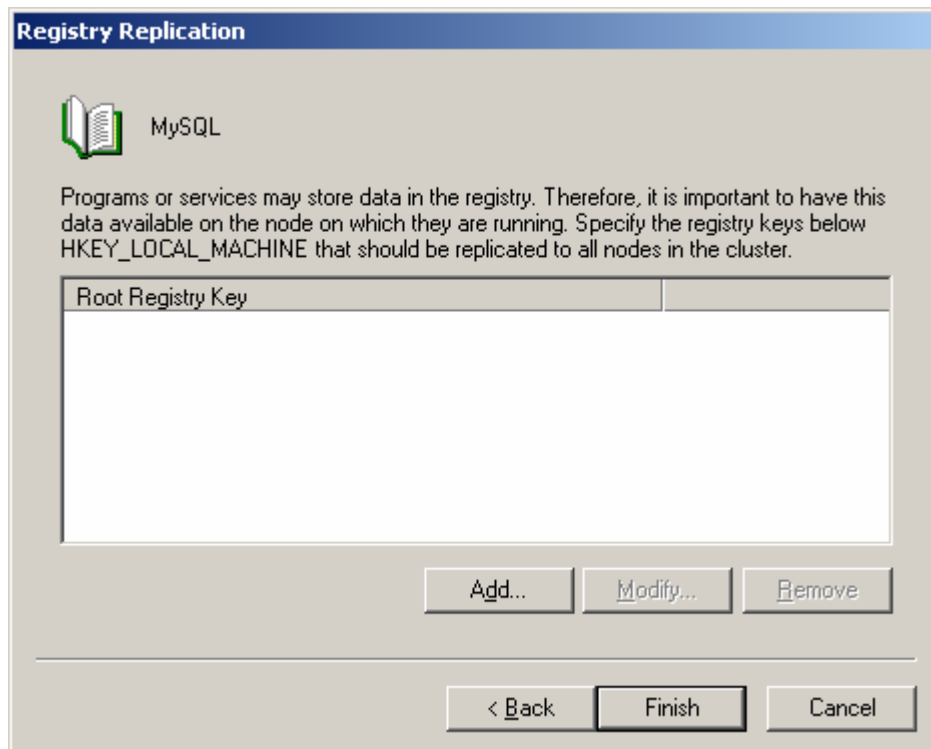 Registry Replication
MySQL
Programs or services may store data in the registry. Therefore, it is important to have this
data available on the node on which they are running. Specify the registry keys below
HKEY_LOCAL_MACHINE that should be replicated to all nodes in the cluster.
Root Registry Key
Add... Modify... Remove
< Back Finish Cancel